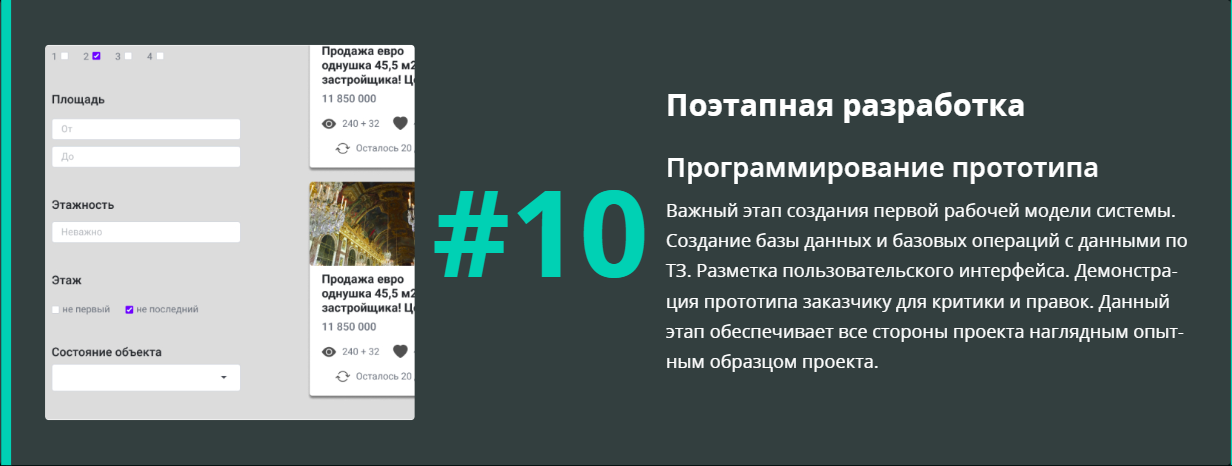 1 2 3 4
Площадь
От
До
Этажность
Неважно
Этаж
не первый не последний
Состояние объекта
Продажа евро
однушка 45,5 м2
застройщика! Ц
11 850 000
240 + 32
Осталось 20
Продажа евро
однушка 45,5 м2
застройщика! Ц
11 850 000
240 + 32
Осталось 20
#10
Поэтапная разработка
Программирование прототипа
Важный этап создания первой рабочей модели системы.
Создание базы данных и базовых операций с данными по
ТЗ. Разметка пользовательского интерфейса. Демонстра-
ция прототипа заказчику для критики и правок. Данный
этап обеспечивает все стороны проекта наглядным опыт-
ным образцом проекта.